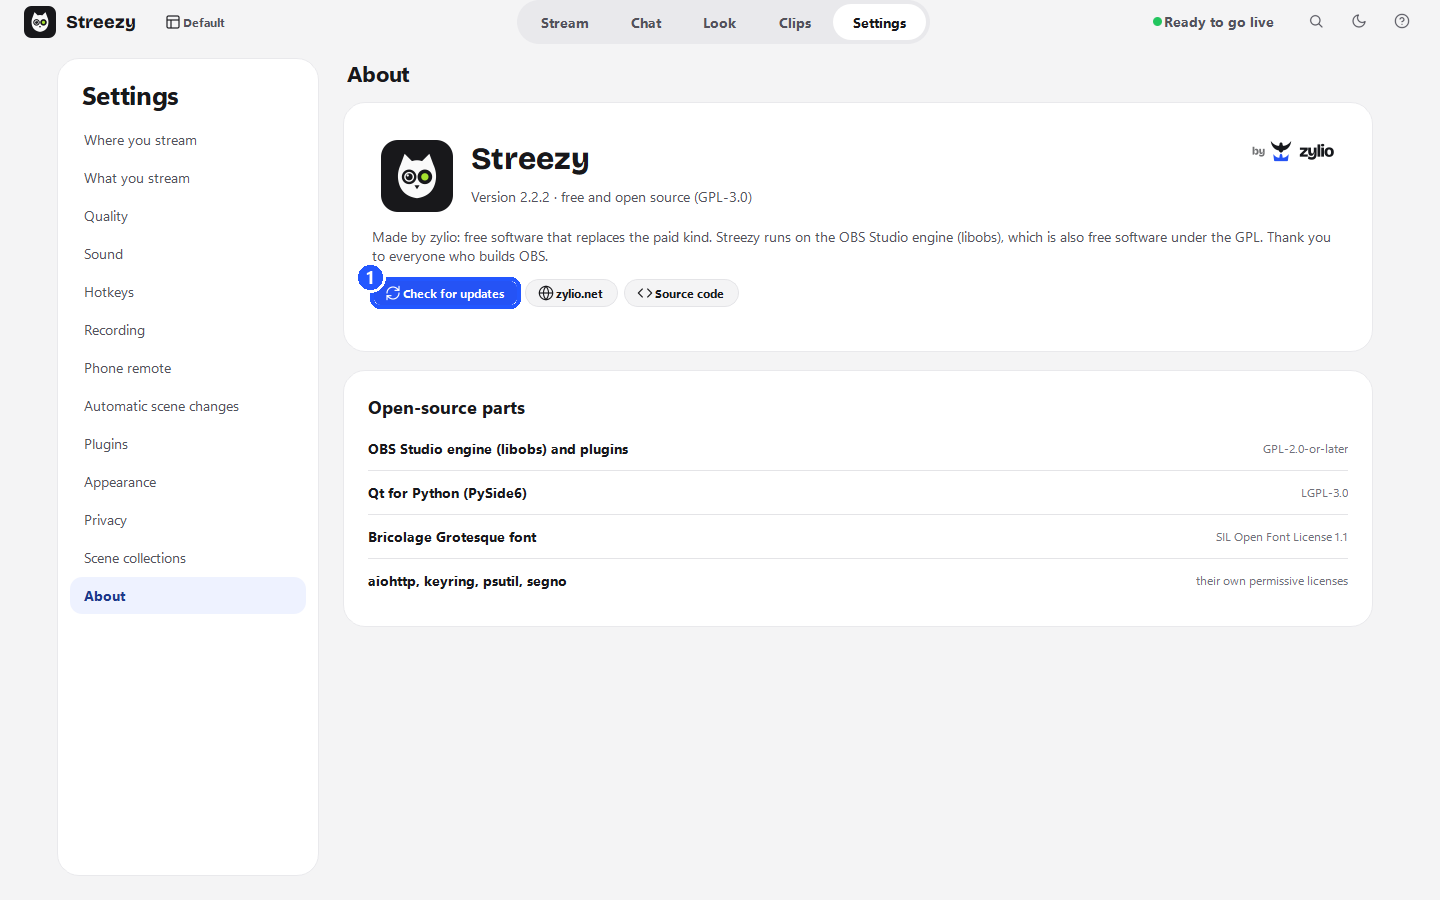 Streezy
Default
Stream
Chat
Look
Clips
Settings
Ready to go live
Settings
Where you stream
What you stream
Quality
Sound
Hotkeys
Recording
Phone remote
Automatic scene changes
Plugins
Appearance
Privacy
Scene collections
About
About
Streezy
Version 2.2.2 · free and open source (GPL-3.0)
by zylio
Made by zylio: free software that replaces the paid kind. Streezy runs on the OBS Studio engine (libobs), which is also free software under the GPL. Thank you
to everyone who builds OBS.
1
Check for updates
zylio.net
Source code
Open-source parts
OBS Studio engine (libobs) and plugins
GPL-2.0-or-later
Qt for Python (PySide6)
LGPL-3.0
Bricolage Grotesque font
SIL Open Font License 1.1
aiohttp, keyring, psutil, segno
their own permissive licenses